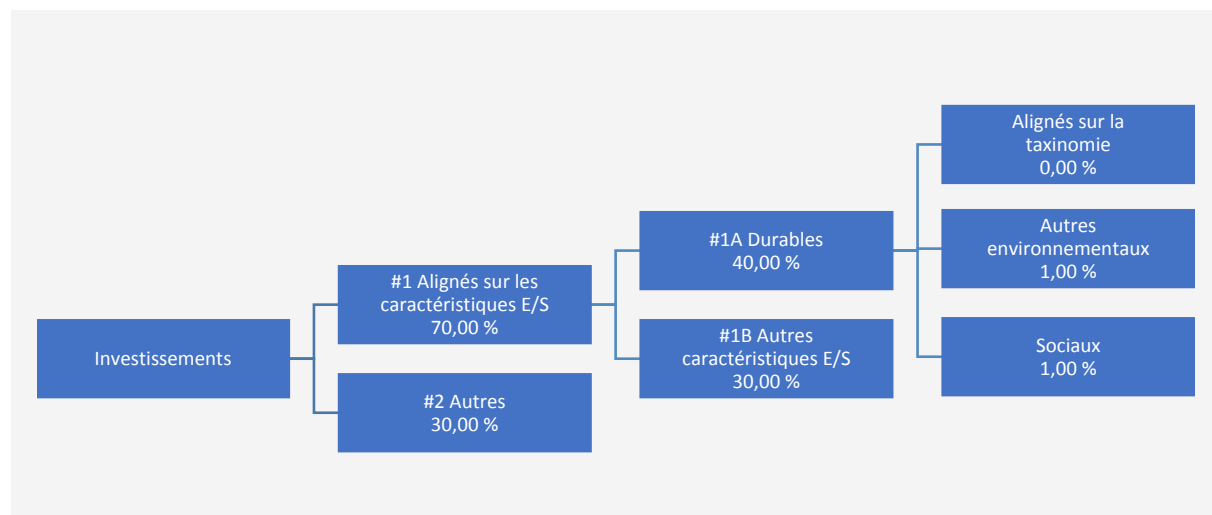 Investissements
#1 Alignés sur les
caractéristiques E/S
70,00 %
#2 Autres
30,00 %
#1A Durables
40,00 %
#1B Autres
caractéristiques E/S
30,00 %
Alignés sur la
taxinomie
0,00 %
Autres
environnementaux
1,00 %
Sociaux
1,00 %